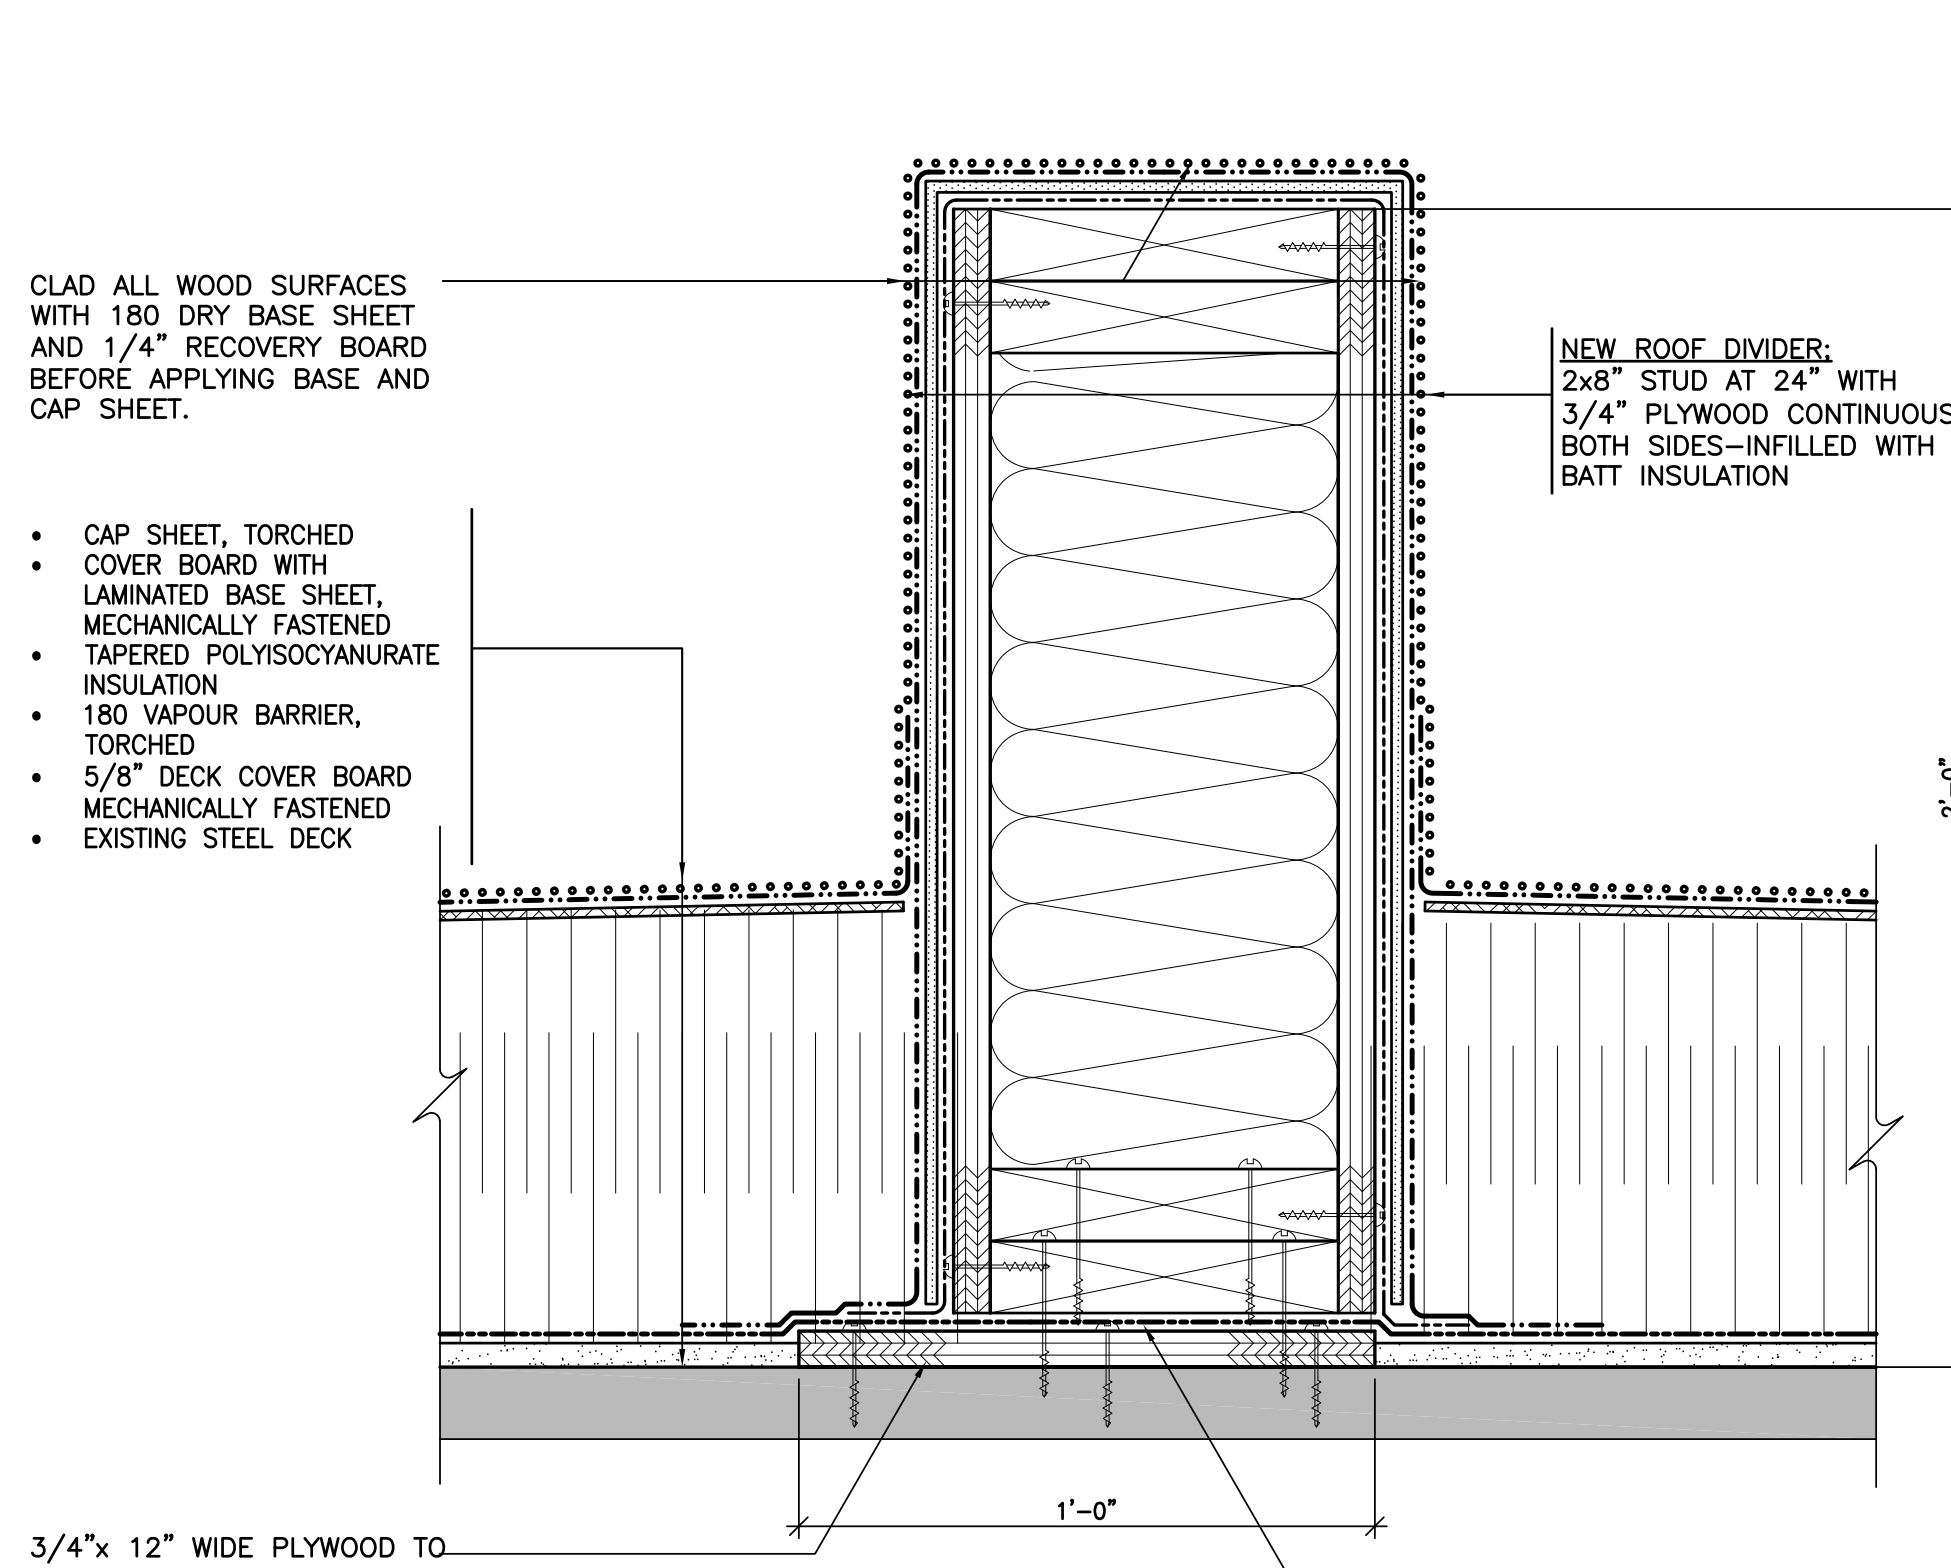 CLAD ALL WOOD SURFACES
WITH 180 DRY BASE SHEET
AND 1/4” RECOVERY BOARD
BEFORE APPLYING BASE AND
CAP SHEET.
NEW ROOF DIVIDER;
2x8” STUD AT 24” WITH
3/4” PLYWOOD CONTINUOUS
BOTH SIDES–INFILLED WITH
BATT INSULATION
• CAP SHEET, TORCHED
• COVER BOARD WITH
LAMINATED BASE SHEET,
MECHANICALLY FASTENED
• TAPERED POLYISOCYANURATE
INSULATION
• 180 VAPOUR BARRIER,
TORCHED
• 5/8” DECK COVER BOARD
MECHANICALLY FASTENED
• EXISTING STEEL DECK
2’–0”
1’–0”
3/4”x 12” WIDE PLYWOOD TO